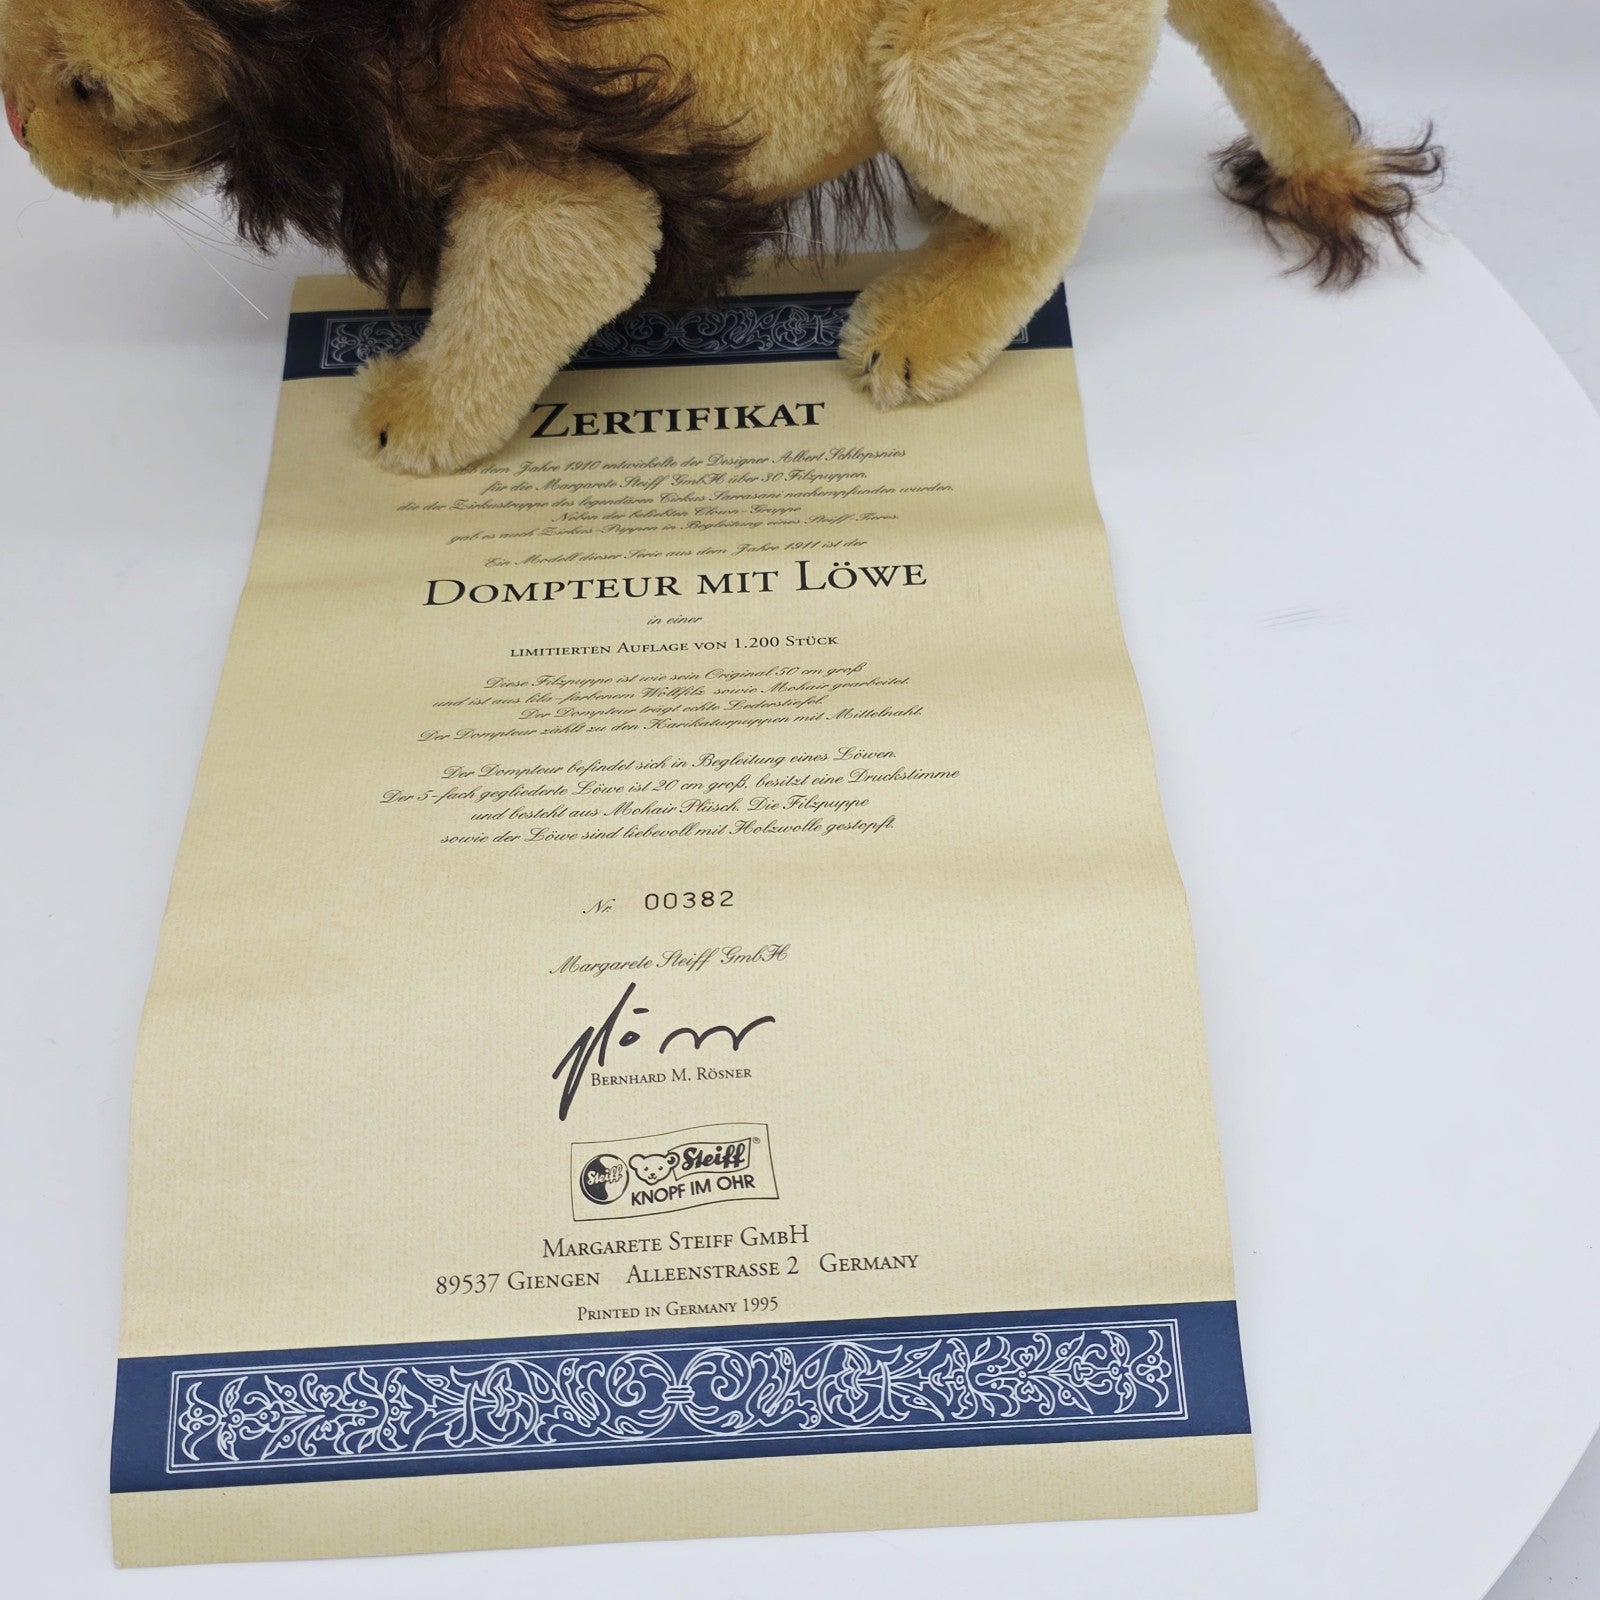 ZERTIFIKAT
dem Jahre 1910 entwickelte der Designer Albert Schlopsnies
für die Margarete Steiff GmbH über 30 Filzpuppen,
die der Zirkustruppe des legendären Cirkus Sarrasani nachempfunden wurden.
Neben der beliebten Clown-Gruppe
gab es auch Zirkus-Puppen in Begleitung eines Steiff-Tieres.
Ein Modell dieser Serie aus dem Jahre 1911 ist der
DOMPTEUR MIT LÖWE
in einer
LIMITIERTEN AUFLAGE VON 1.200 STÜCK
Diese Filzpuppe ist wie sein Original 50 cm groß
und ist aus lila-farbenem Wollfilz sowie Mohair gearbeitet.
Der Dompteur trägt echte Lederstiefel.
Der Dompteur zählt zu den Karikaturpuppen mit Mittelnaht.
Der Dompteur befindet sich in Begleitung eines Löwen.
Der 5-fach gegliederte Löwe ist 20 cm groß, besitzt eine Druckstimme
und besteht aus Mohair Plüsch. Die Filzpuppe
sowie der Löwe sind liebevoll mit Holzwolle gestopft.
Nr. 00382
Margarete Steiff GmbH
BERNHARD M. RÖSNER
Steiff Steiff®
KNOPF IM OHR
MARGARETE STEIFF GMBH
89537 GIENGEN ALLEENSTRASSE 2 GERMANY
PRINTED IN GERMANY 1995